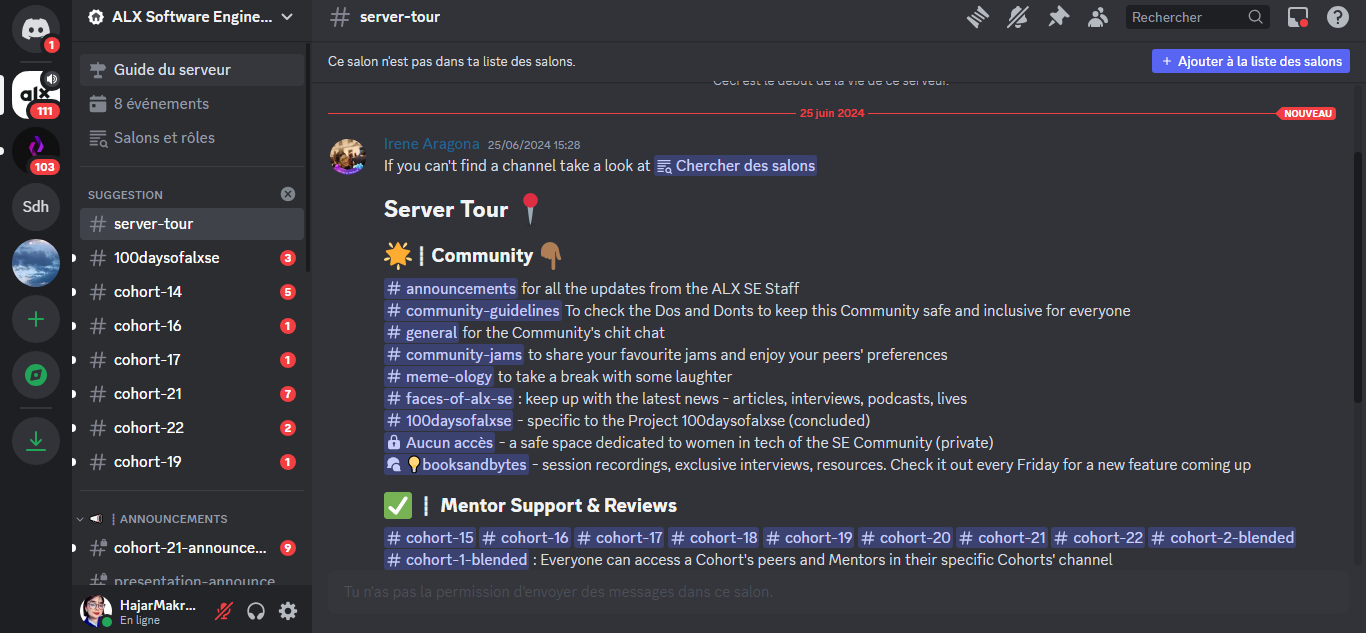 ALX Software Engine...
server-tour
Rechercher
1
Guide du serveur
Ce salon n'est pas dans ta liste des salons.
Ajouter à la liste des salons
alx
111
8 événements
Ceci est le début de la vie de ce serveur.
25 juin 2024
NOUVEAU
Salons et rôles
103
Irene Aragona 25/06/2024 15:28
If you can't find a channel take a look at Chercher des salons
SUGGESTION
Sdh
server-tour
100daysofalxse 3
cohort-14 5
cohort-16 1
cohort-17 1
cohort-21 7
cohort-22 2
cohort-19 1
Server Tour
| Community
# announcements for all the updates from the ALX SE Staff
# community-guidelines To check the Dos and Donts to keep this Community safe and inclusive for everyone
# general for the Community's chit chat
# community-jams to share your favourite jams and enjoy your peers' preferences
# meme-ology to take a break with some laughter
# faces-of-alx-se : keep up with the latest news - articles, interviews, podcasts, lives
# 100daysofalxse - specific to the Project 100daysofalxse (concluded)
Aucun accès - a safe space dedicated to women in tech of the SE Community (private)
booksandbytes - session recordings, exclusive interviews, resources. Check it out every Friday for a new feature coming up
| Mentor Support & Reviews
# cohort-15 # cohort-16 # cohort-17 # cohort-18 # cohort-19 # cohort-20 # cohort-21 # cohort-22 # cohort-2-blended
# cohort-1-blended : Everyone can access a Cohort's peers and Mentors in their specific Cohorts' channel
| ANNOUNCEMENTS
cohort-21-announce... 9
presentation-announce
Tu n'as pas la permission d'envoyer des messages dans ce salon.
HajarMakr...
En ligne